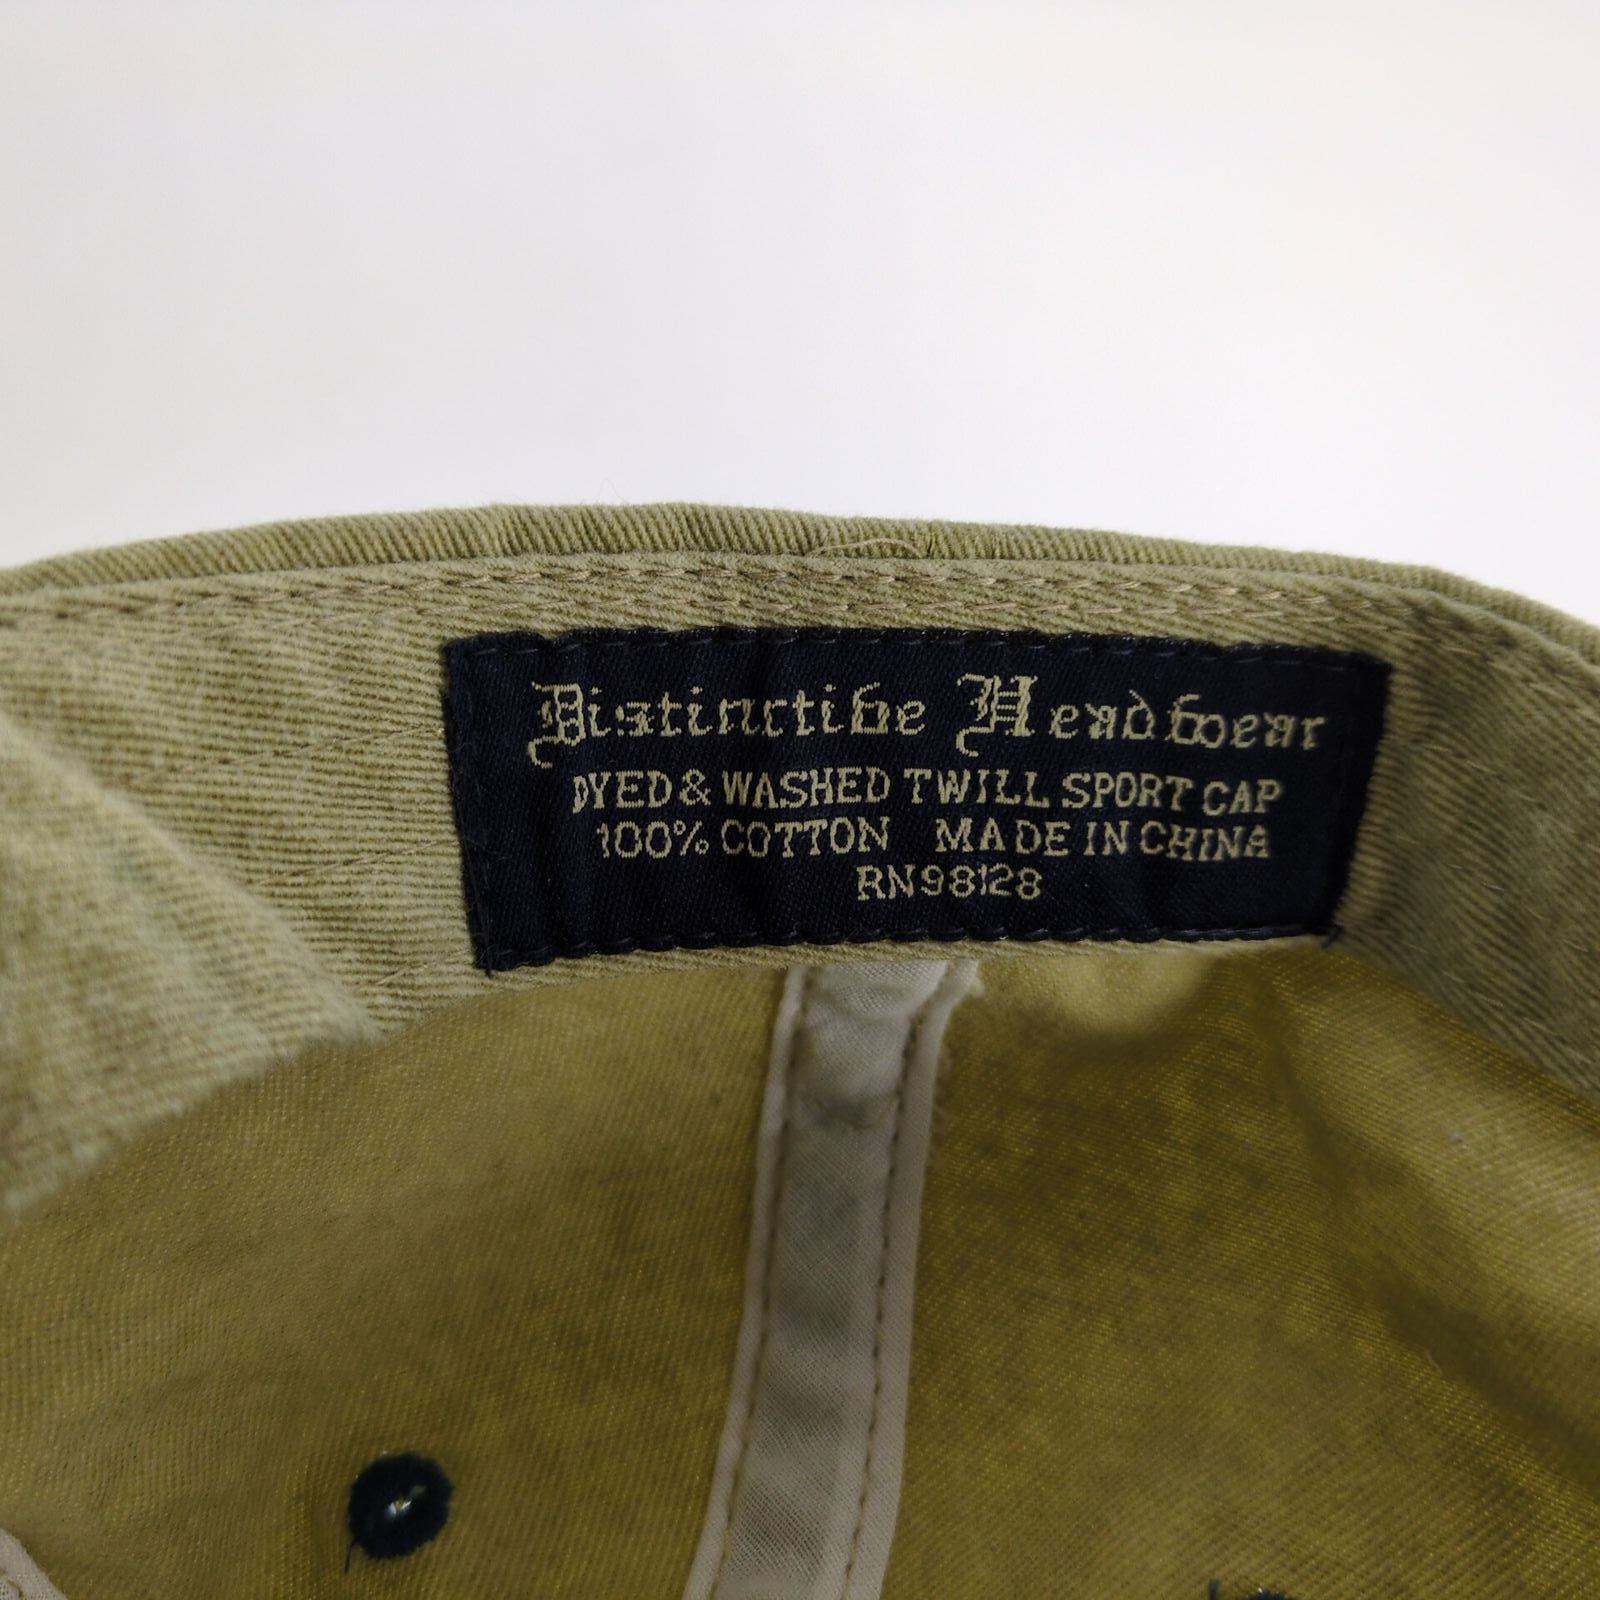 Distinctive Headwear
DYED & WASHED TWILL SPORT CAP
100% COTTON MADE IN CHINA
RN98128